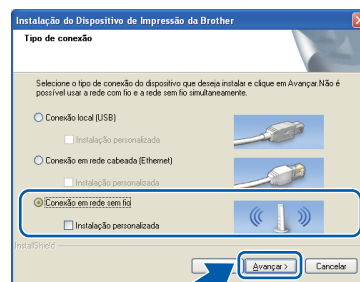 Instalação do Dispositivo de Impressão da Brother
Tipo de conexão
Selecione o tipo de conexão do dispositivo que deseja instalar e clique em Avançar.Não é
possível usar a rede com fio e a rede sem fio simultaneamente.
Conexão local (USB)
Instalação personalizada
Conexão em rede cabeada (Ethernet)
Instalação personalizada
Conexão em rede sem fio
Instalação personalizada
InstallShield
Avançar > Cancelar